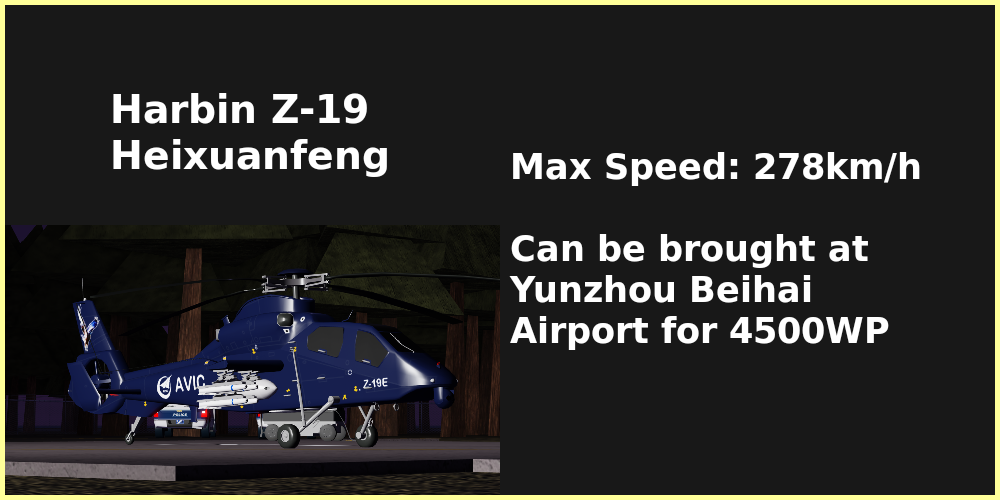 Harbin Z-19
Heixuanfeng
Max Speed: 278km/h
Can be brought at
Yunzhou Beihai
Airport for 4500WP
AVIC
Z-19E
POLICE